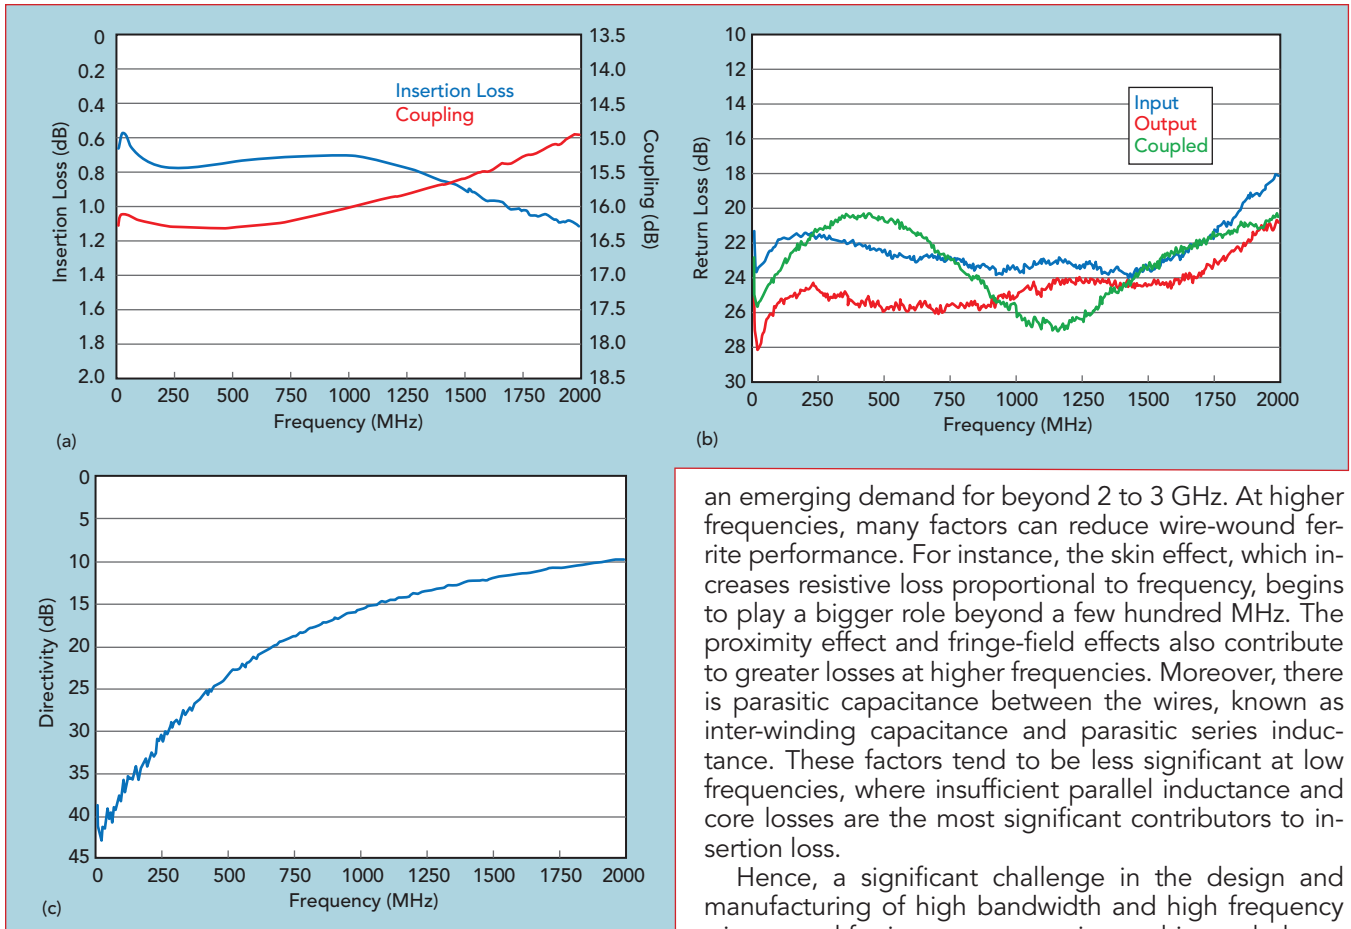 0
0.2
0.4
0.6
0.8
1.0
1.2
1.4
1.6
1.8
2.0
Insertion Loss (dB)
Insertion Loss
Coupling
13.5
14.0
14.5
15.0
15.5
16.0
16.5
17.0
17.5
18.0
18.5
Coupling (dB)
0 250 500 750 1000 1250 1500 1750 2000
Frequency (MHz)
(a)
10
12
14
16
18
20
22
24
26
28
30
Return Loss (dB)
Input
Output
Coupled
0 250 500 750 1000 1250 1500 1750 2000
Frequency (MHz)
(b)
0
5
10
15
20
25
30
35
40
45
Directivity (dB)
0 250 500 750 1000 1250 1500 1750 2000
Frequency (MHz)
(c)
an emerging demand for beyond 2 to 3 GHz. At higher
frequencies, many factors can reduce wire-wound fer-
rite performance. For instance, the skin effect, which in-
creases resistive loss proportional to frequency, begins
to play a bigger role beyond a few hundred MHz. The
proximity effect and fringe-field effects also contribute
to greater losses at higher frequencies. Moreover, there
is parasitic capacitance between the wires, known as
inter-winding capacitance and parasitic series induc-
tance. These factors tend to be less significant at low
frequencies, where insufficient parallel inductance and
core losses are the most significant contributors to in-
sertion loss.
Hence, a significant challenge in the design and
manufacturing of high bandwidth and high frequency